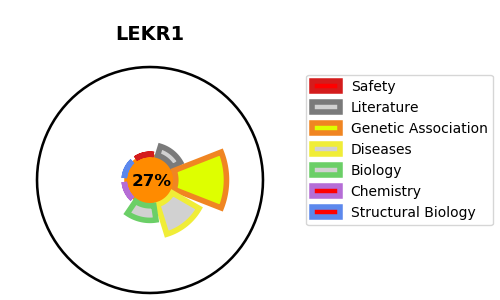 LEKR1
27%
Safety
Literature
Genetic Association
Diseases
Biology
Chemistry
Structural Biology